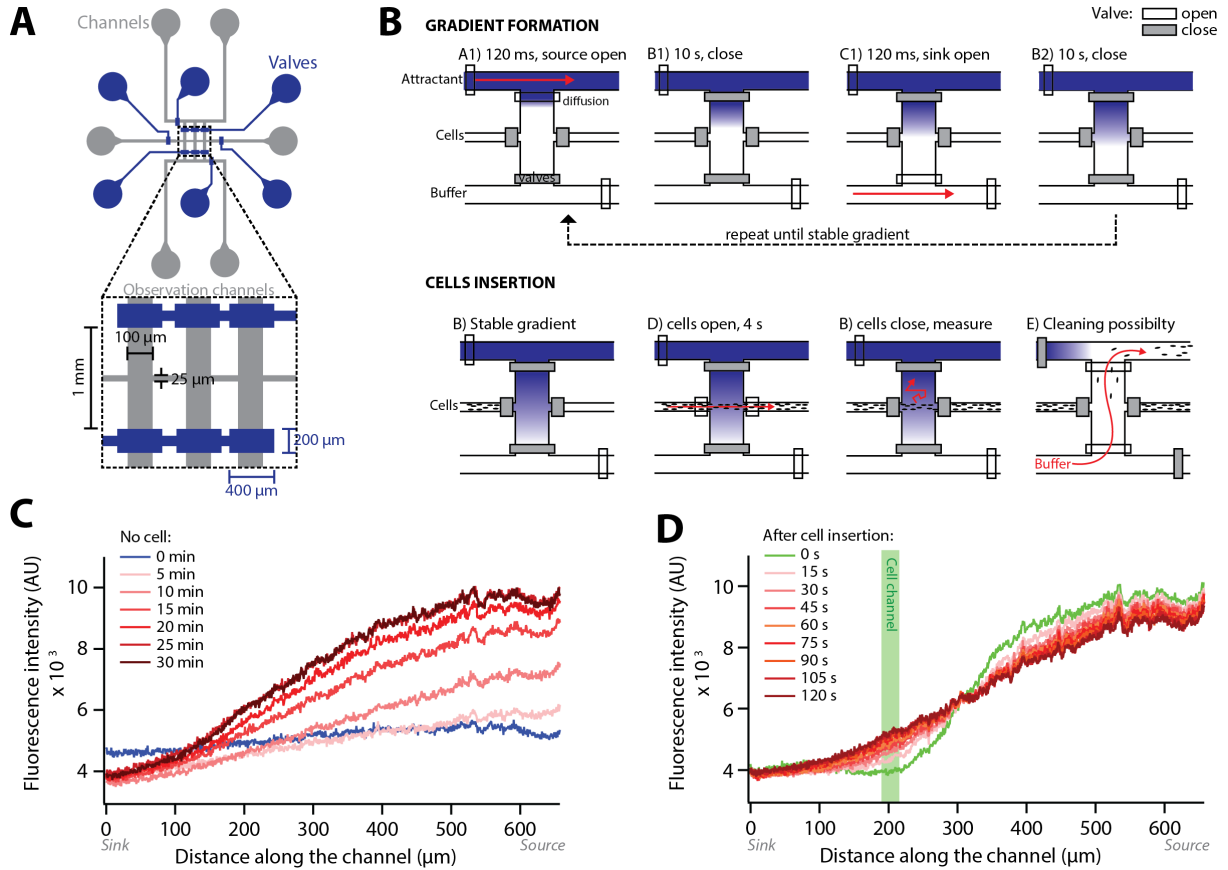 A
Channels
Valves
Observation channels
100 µm
25 µm
1 mm
200 µm
400 µm
B
GRADIENT FORMATION
Valve: open
close
A1) 120 ms, source open
B1) 10 s, close
C1) 120 ms, sink open
B2) 10 s, close
Attractant
diffusion
Cells
valves
Buffer
repeat until stable gradient
CELLS INSERTION
B) Stable gradient
D) cells open, 4 s
B) cells close, measure
E) Cleaning possibilty
Cells
Buffer
C
No cell:
0 min
5 min
10 min
15 min
20 min
25 min
30 min
Fluorescence intensity (AU)
x 10 ³
10
8
6
4
0 100 200 300 400 500 600
Sink
Source
Distance along the channel (µm)
D
After cell insertion:
0 s
15 s
30 s
45 s
60 s
75 s
90 s
105 s
120 s
Cell channel
Fluorescence intensity (AU)
x 10 ³
10
8
6
4
0 100 200 300 400 500 600
Sink
Source
Distance along the channel (µm)